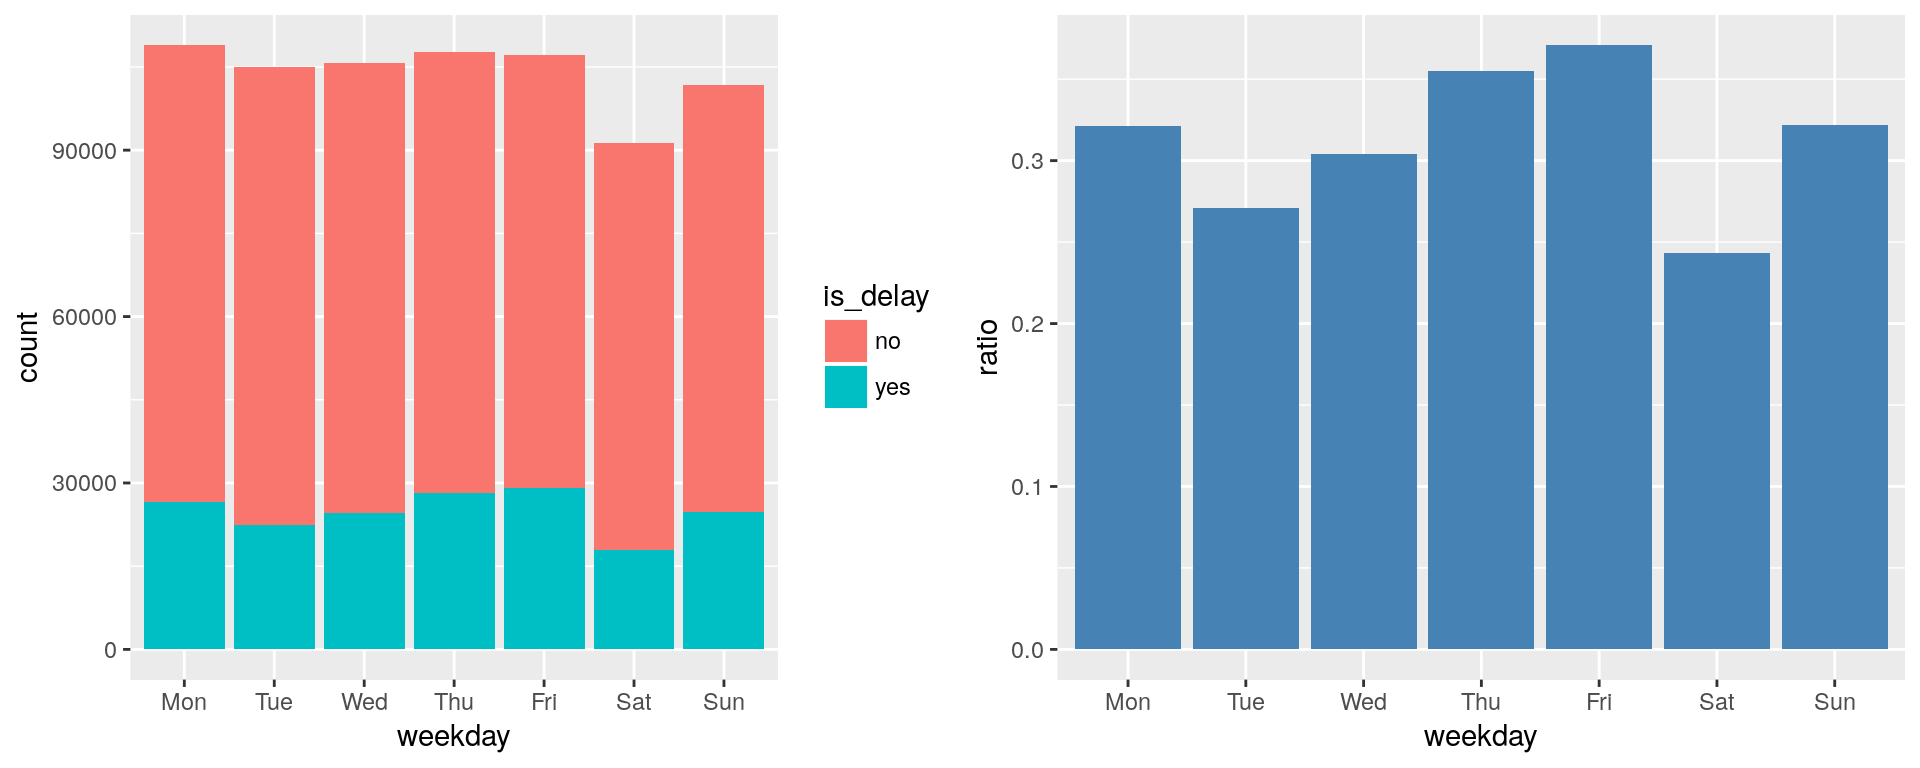 count
90000
60000
30000
0
Mon Tue Wed Thu Fri Sat Sun
weekday
is_delay
no
yes
ratio
0.3
0.2
0.1
0.0
Mon Tue Wed Thu Fri Sat Sun
weekday